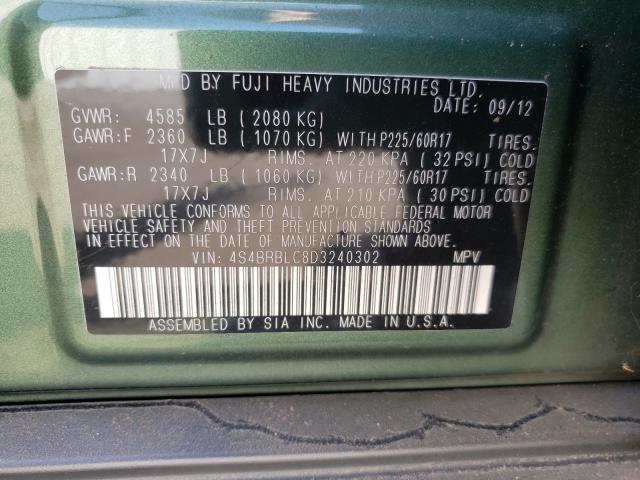 MFD BY FUJI HEAVY INDUSTRIES LTD.
DATE: 09/12
GVWR: 4585 LB (2080 KG)
GAWR:F 2360 LB (1070 KG) WITH P225/60R17 TIRES.
17X7J RIMS. AT 220 KPA (32 PSI) COLD
GAWR:R 2340 LB (1060 KG) WITH P225/60R17 TIRES.
17X7J RIMS. AT 210 KPA (30 PSI) COLD
THIS VEHICLE CONFORMS TO ALL APPLICABLE FEDERAL MOTOR
VEHICLE SAFETY AND THEFT PREVENTION STANDARDS
IN EFFECT ON THE DATE OF MANUFACTURE SHOWN ABOVE.
VIN: 4S4BRBLC8D3240302 MPV
ASSEMBLED BY SIA INC. MADE IN U.S.A.